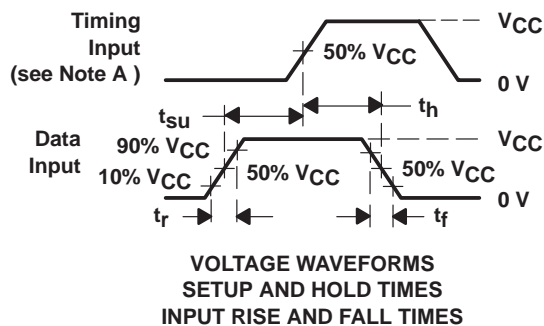 Timing
Input
(see Note A )
50% VCC
VCC
0 V
tsu
th
Data
Input
90% VCC
10% VCC
50% VCC
50% VCC
VCC
0 V
tr
tf
VOLTAGE WAVEFORMS
SETUP AND HOLD TIMES
INPUT RISE AND FALL TIMES